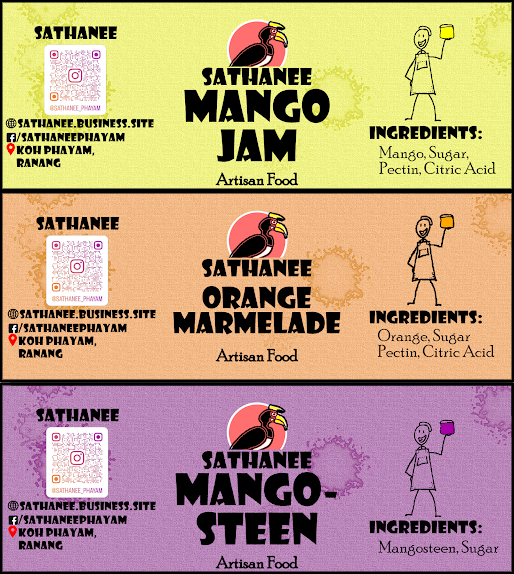 SATHANEE
@SATHANEE_PHAYAM
SATHANEE.BUSINESS.SITE
/SATHANEEPHAYAM
KOH PHAYAM,
RANANG
SATHANEE
MANGO
JAM
Artisan Food
INGREDIENTS:
Mango, Sugar,
Pectin, Citric Acid
SATHANEE
@SATHANEE_PHAYAM
SATHANEE.BUSINESS.SITE
/SATHANEEPHAYAM
KOH PHAYAM,
RANANG
SATHANEE
ORANGE
MARMELADE
Artisan Food
INGREDIENTS:
Orange, Sugar
Pectin, Citric Acid
SATHANEE
@SATHANEE_PHAYAM
SATHANEE.BUSINESS.SITE
/SATHANEEPHAYAM
KOH PHAYAM,
RANANG
SATHANEE
MANGO-
STEEN
Artisan Food
INGREDIENTS:
Mangosteen, Sugar